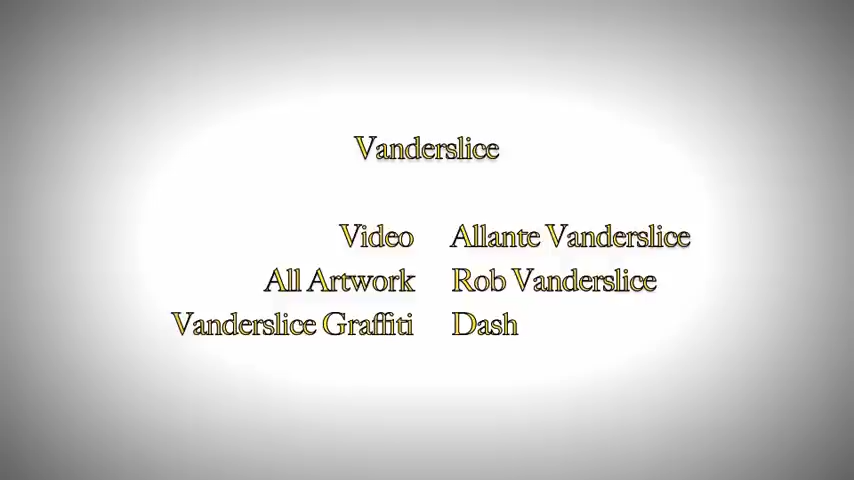 Vanderslice
Video Allante Vanderslice
All Artwork Rob Vanderslice
Vanderslice Graffiti Dash